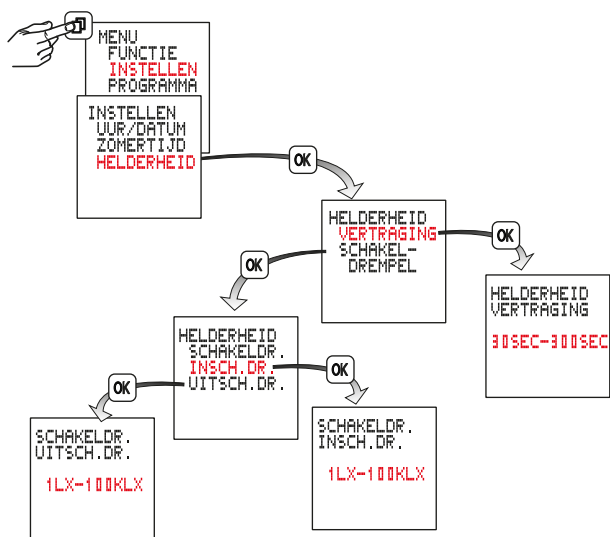 MENU
FUNCTIE
INSTELLEN
PROGRAMMA
INSTELLEN
UUR/DATUM
ZOMERTIJD
HELDERHEID
OK
HELDERHEID
VERTRAGING
SCHAKEL-
DREMPEL
OK
OK
HELDERHEID
VERTRAGING
30SEC-300SEC
HELDERHEID
SCHAKELDR.
INSCH.DR.
UITSCH.DR.
OK
OK
SCHAKELDR.
UITSCH.DR.
1LX-100KLX
SCHAKELDR.
INSCH.DR.
1LX-100KLX